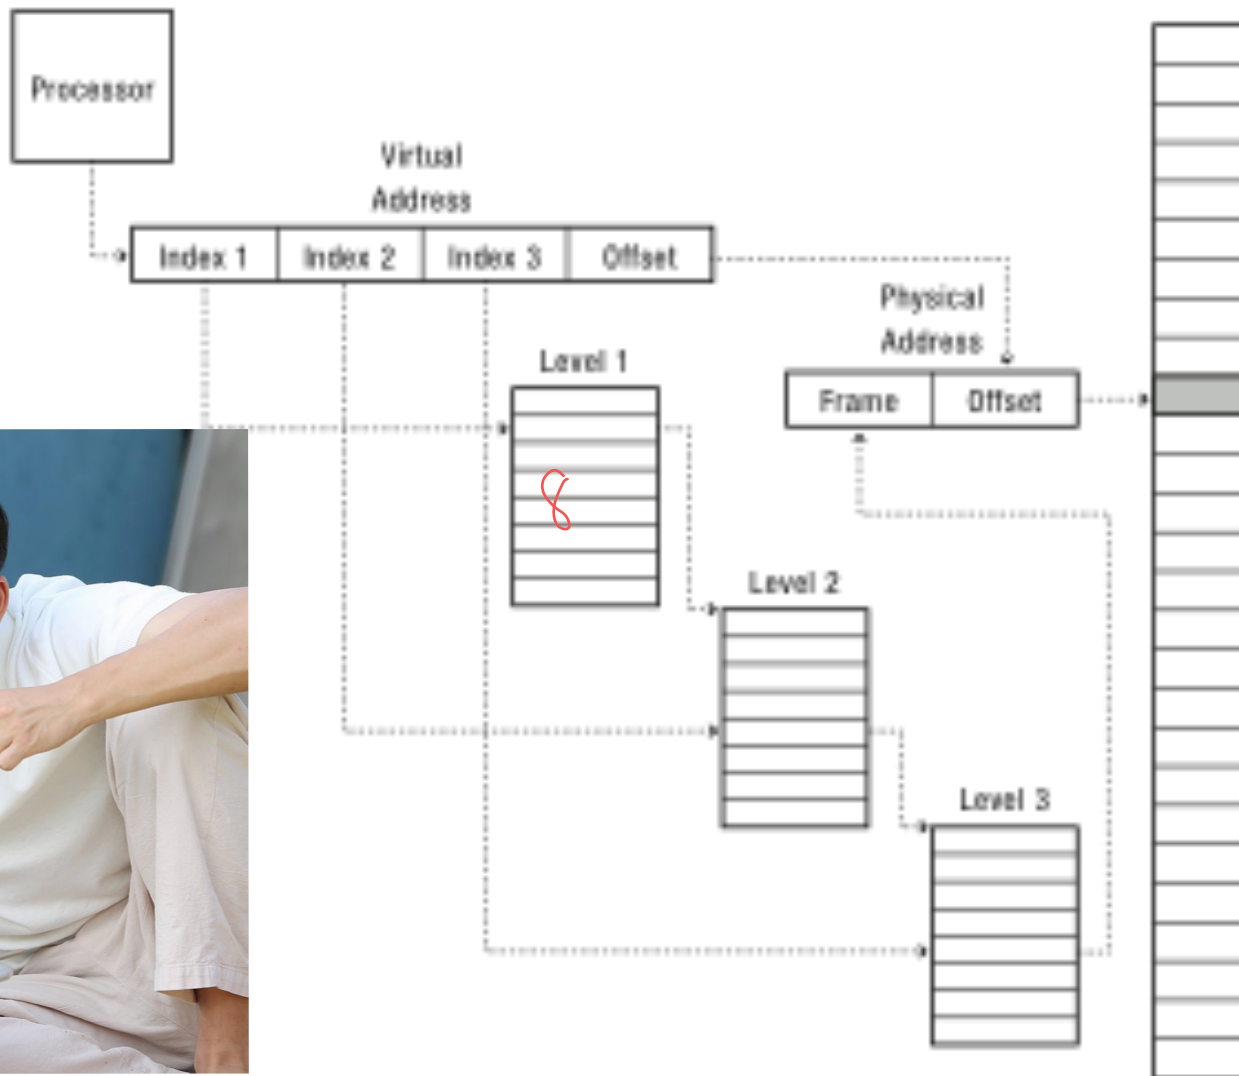 Processor
Virtual
Address
Index 1 Index 2 Index 3 Offset
Physical
Address
Level 1
Frame Offset
8
Level 2
Level 3